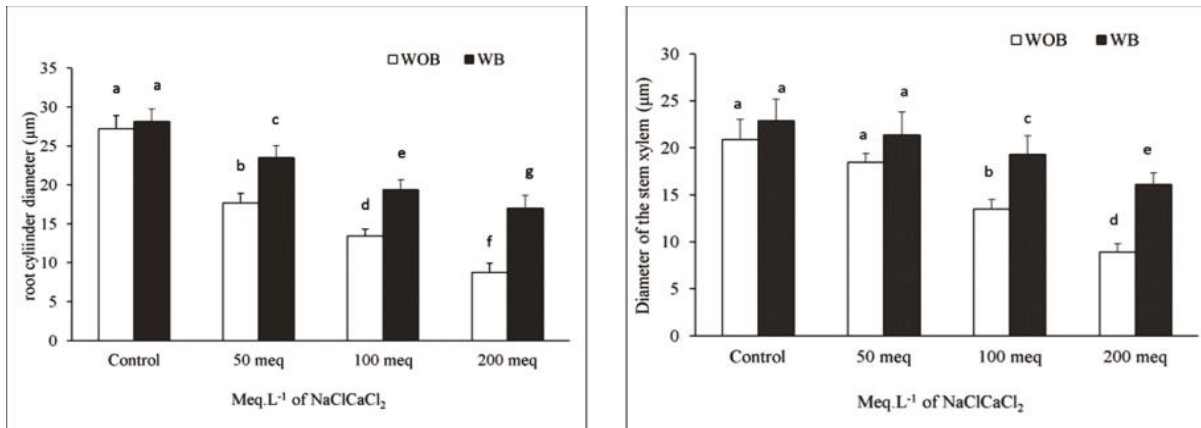 WOB WB
root cyliinder diameter (µm)
35
30
25
20
15
10
5
0
a a
b c
d e
f g
Control 50 meq 100 meq 200 meq
Meq.L⁻¹ of NaClCaCl₂
WOB WB
Diameter of the stem xylem (µm)
30
25
20
15
10
5
0
a a
a a
b c
d e
Control 50 meq 100 meq 200 meq
Meq.L⁻¹ of NaClCaCl₂